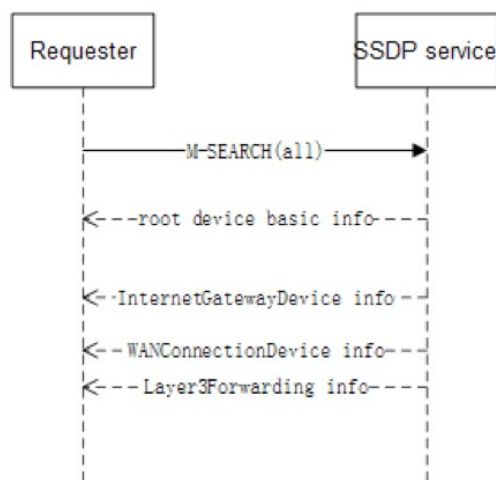 Requester
SSDP service
M-SEARCH(all)
root device basic info
InternetGatewayDevice info
WANConnectionDevice info
Layer3Forwarding info